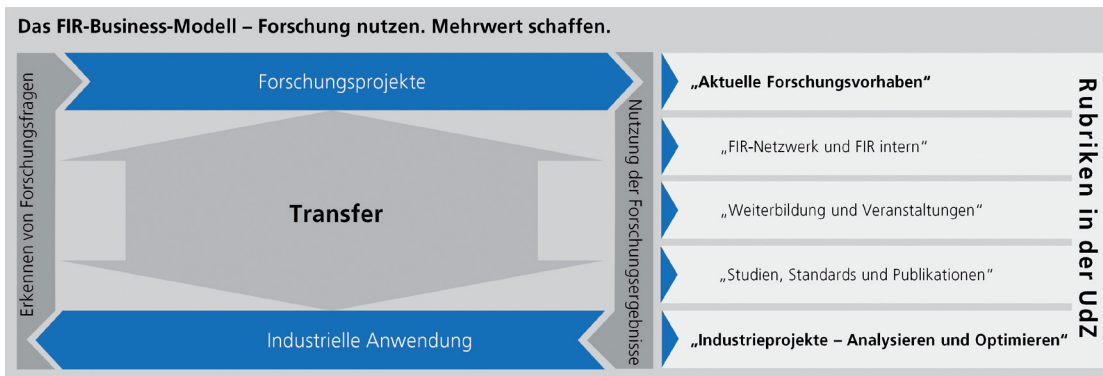 Das FIR-Business-Modell – Forschung nutzen. Mehrwert schaffen.
Erkennen von Forschungsfragen
Forschungsprojekte
Transfer
Industrielle Anwendung
Nutzung der Forschungsergebnisse
„Aktuelle Forschungsvorhaben“
„FIR-Netzwerk und FIR intern“
„Weiterbildung und Veranstaltungen“
„Studien, Standards und Publikationen“
„Industrieprojekte – Analysieren und Optimieren“
Rubriken in der UdZ